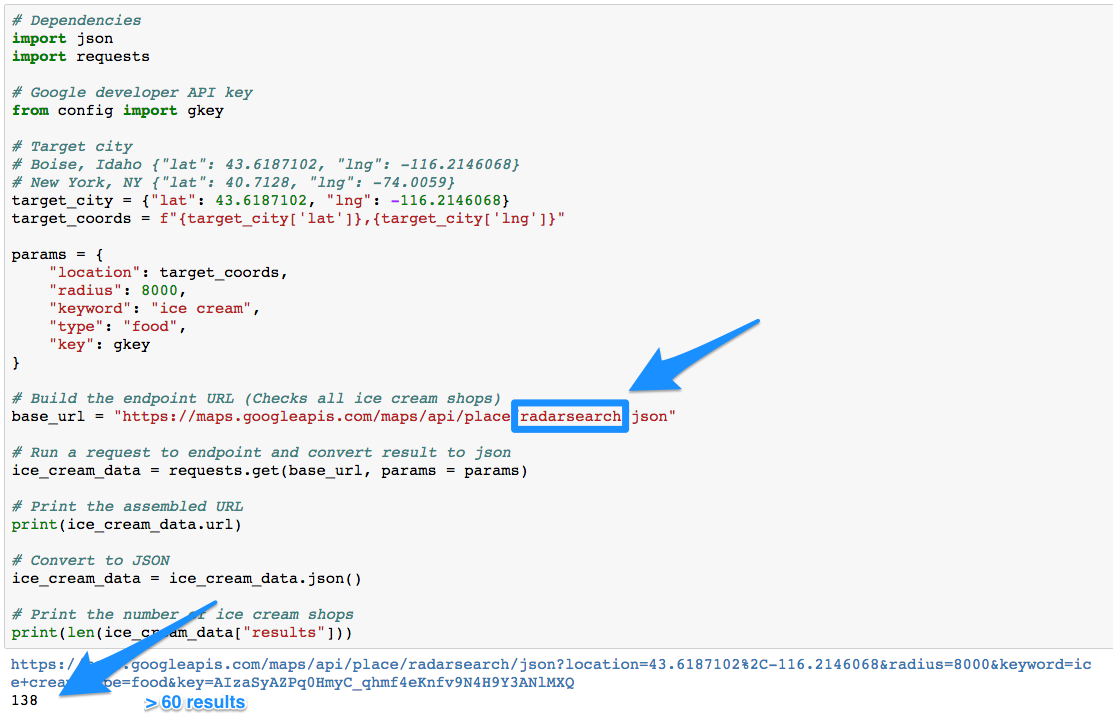 # Dependencies
import json
import requests
# Google developer API key
from config import gkey
# Target city
# Boise, Idaho {"lat": 43.6187102, "lng": -116.2146068}
# New York, NY {"lat": 40.7128, "lng": -74.0059}
target_city = {"lat": 43.6187102, "lng": -116.2146068}
target_coords = f"{target_city['lat']},{target_city['lng']}"
params = {
"location": target_coords,
"radius": 8000,
"keyword": "ice cream",
"type": "food",
"key": gkey
}
# Build the endpoint URL (Checks all ice cream shops)
base_url = "https://maps.googleapis.com/maps/api/place radarsearch json"
# Run a request to endpoint and convert result to json
ice_cream_data = requests.get(base_url, params = params)
# Print the assembled URL
print(ice_cream_data.url)
# Convert to JSON
ice_cream_data = ice_cream_data.json()
# Print the number of ice cream shops
print(len(ice_cream_data["results"]))
https:/ .googleapis.com/maps/api/place/radarsearch/json?location=43.6187102%2C-116.2146068&radius=8000&keyword=ic
e+crea pe=food&key=AIzaSyAZPq0HmyC_qhmf4eKnfv9N4H9Y3ANlMXQ
138
> 60 results